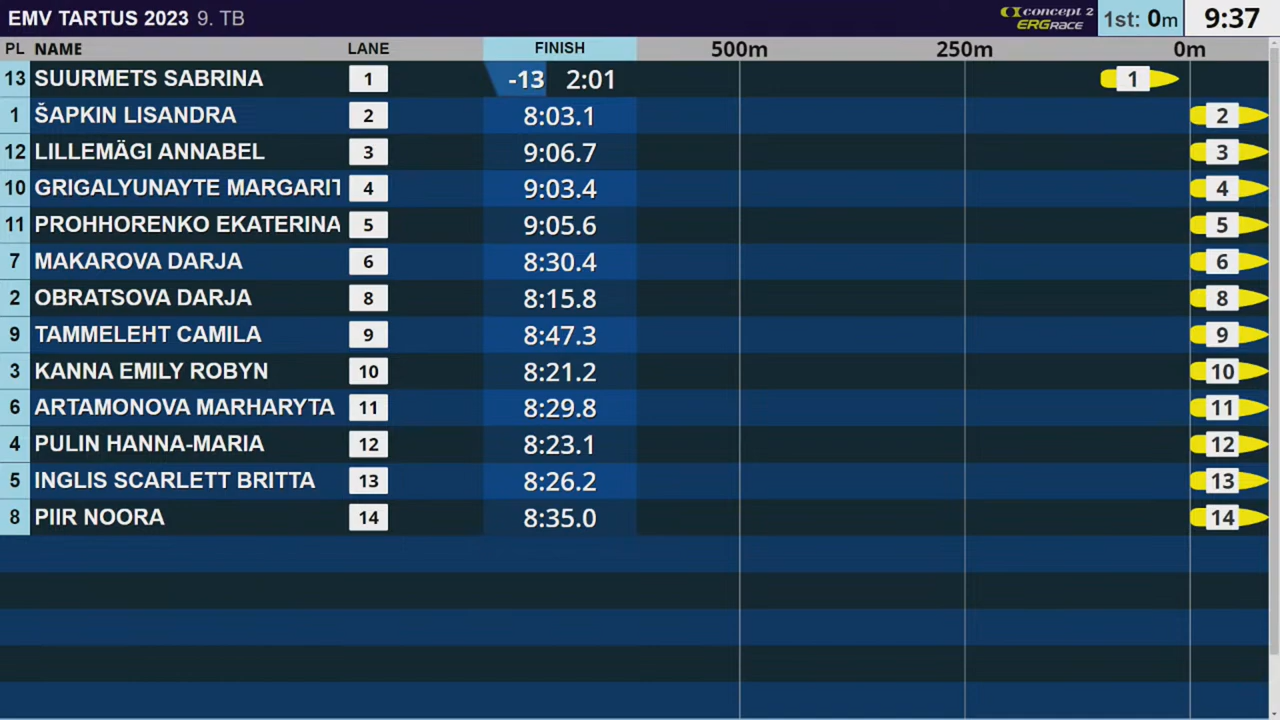 EMV TARTUS 2023 9. TB concept 2 ERGRACE 1st: 0m 9:37
PL NAME LANE FINISH 500m 250m 0m
13 SUURMETS SABRINA 1 -13 2:01 1
1 ŠAPKIN LISANDRA 2 8:03.1 2
12 LILLEMÄGI ANNABEL 3 9:06.7 3
10 GRIGALYUNAYTE MARGARIT 4 9:03.4 4
11 PROHHORENKO EKATERINA 5 9:05.6 5
7 MAKAROVA DARJA 6 8:30.4 6
2 OBRATSOVA DARJA 8 8:15.8 8
9 TAMMELEHT CAMILA 9 8:47.3 9
3 KANNA EMILY ROBYN 10 8:21.2 10
6 ARTAMONOVA MARHARYTA 11 8:29.8 11
4 PULIN HANNA-MARIA 12 8:23.1 12
5 INGLIS SCARLETT BRITTA 13 8:26.2 13
8 PIIR NOORA 14 8:35.0 14